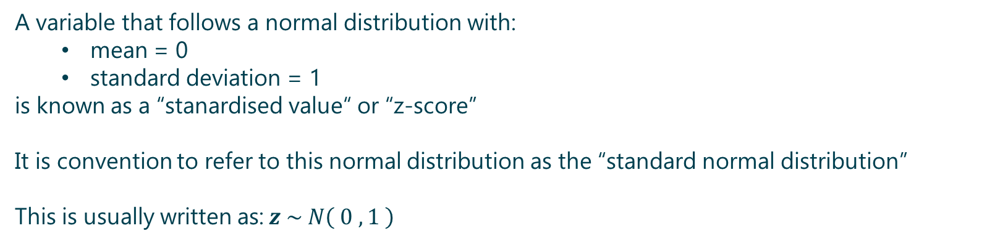 A variable that follows a normal distribution with:
• mean = 0
• standard deviation = 1
is known as a “stanardised value“ or “z-score”
It is convention to refer to this normal distribution as the “standard normal distribution”
This is usually written as: z ~ N( 0 , 1 )